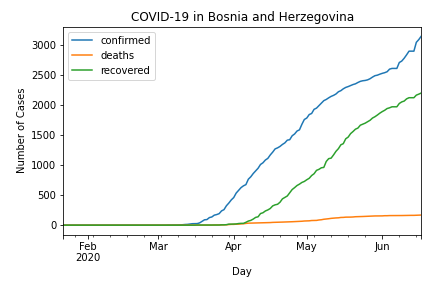 COVID-19 in Bosnia and Herzegovina
confirmed
deaths
recovered
Number of Cases
3000
2500
2000
1500
1000
500
0
Feb Mar Apr May Jun
2020
Day